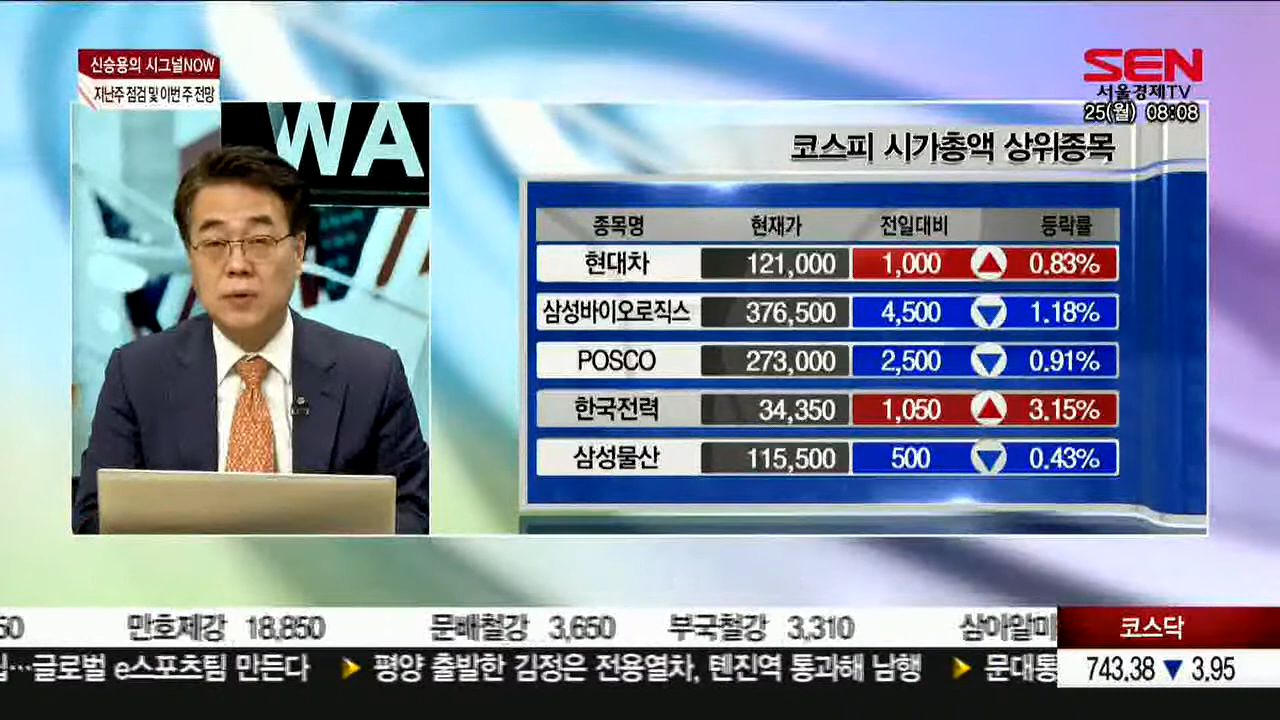 신승용의 시그널NOW
지난주 점검 및 이번 주 전망
SEN
서울경제TV
25(월) 08:08
WA
코스피 시가총액 상위종목
종목명 현재가 전일대비 등락률
현대차 121,000 1,000 ▲ 0.83%
삼성바이오로직스 376,500 4,500 ▼ 1.18%
POSCO 273,000 2,500 ▼ 0.91%
한국전력 34,350 1,050 ▲ 3.15%
삼성물산 115,500 500 ▼ 0.43%
50 만호제강 18,850 문배철강 3,650 부국철강 3,310 삼아알미
코스닥
743.38 ▼ 3.95
…글로벌 e스포츠팀 만든다 ▶ 평양 출발한 김정은 전용열차, 톈진역 통과해 남행 ▶ 문대통